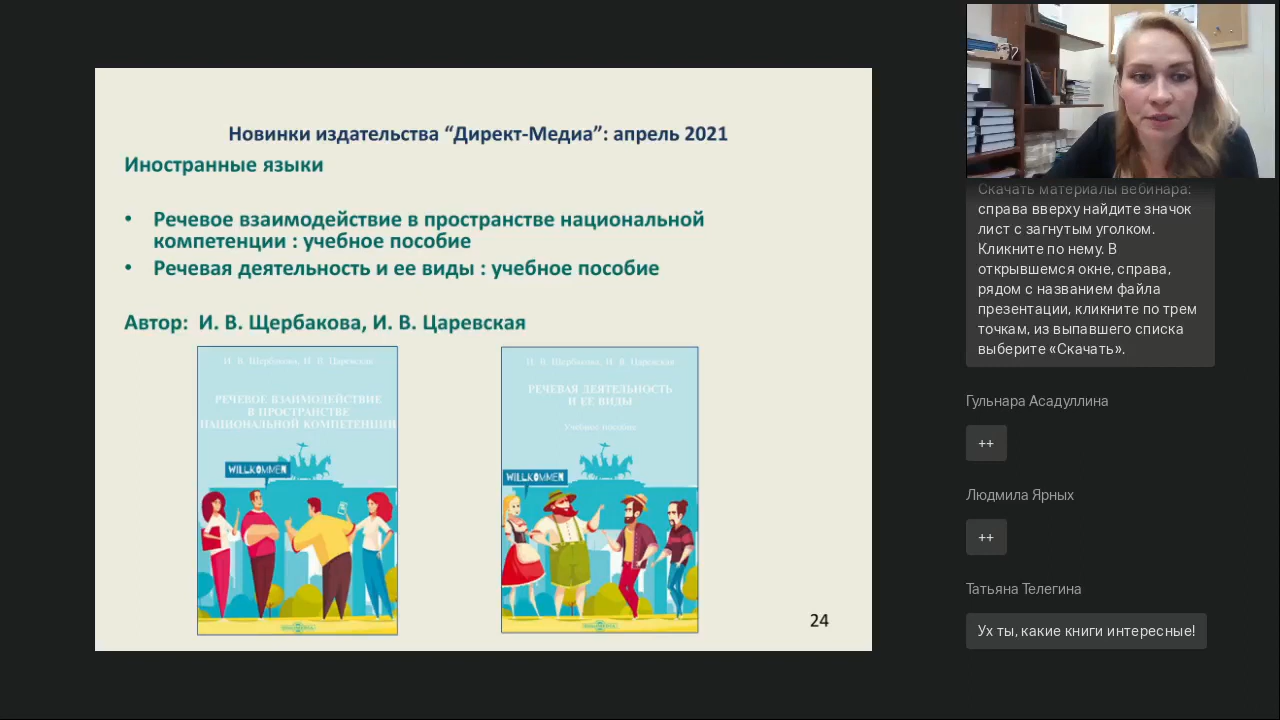 Новинки издательства “Директ-Медиа”: апрель 2021
Иностранные языки
• Речевое взаимодействие в пространстве национальной
компетенции : учебное пособие
• Речевая деятельность и ее виды : учебное пособие
Автор: И. В. Щербакова, И. В. Царевская
И. В. Щербакова, И. В. Царевская
РЕЧЕВОЕ ВЗАИМОДЕЙСТВИЕ
В ПРОСТРАНСТВЕ
НАЦИОНАЛЬНОЙ КОМПЕТЕНЦИИ
WILLKOMMEN
И. В. Щербакова, И. В. Царевская
РЕЧЕВАЯ ДЕЯТЕЛЬНОСТЬ
И ЕЕ ВИДЫ
Учебное пособие
WILLKOMMEN
24
Скачать материалы вебинара:
справа вверху найдите значок
лист с загнутым уголком.
Кликните по нему. В
открывшемся окне, справа,
рядом с названием файла
презентации, кликните по трем
точкам, из выпавшего списка
выберите «Скачать».
Гульнара Асадуллина
++
Людмила Ярных
++
Татьяна Телегина
Ух ты, какие книги интересные!